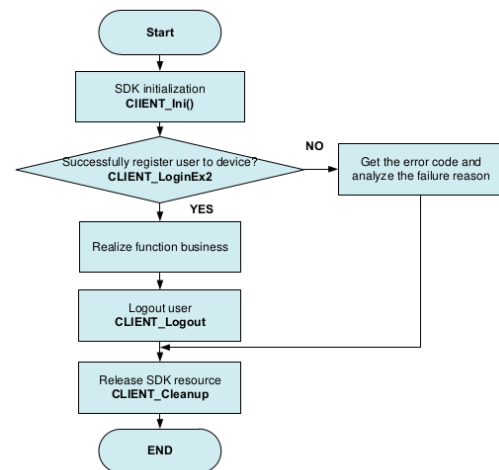 Start
SDK initialization
ClIENT_Ini()
Successfully register user to device?
CLIENT_LoginEx2
NO
Get the error code and
analyze the failure reason
YES
Realize function business
Logout user
CLIENT_Logout
Release SDK resource
CLIENT_Cleanup
END